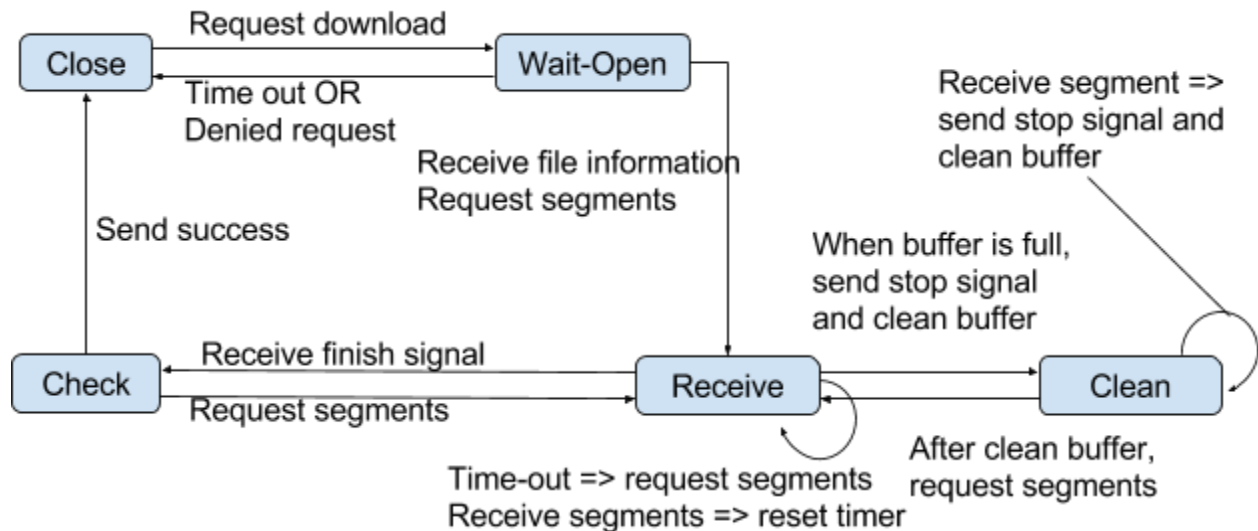 Request download
Close
Wait-Open
Time out OR
Denied request
Receive segment =>
send stop signal and
clean buffer
Receive file information
Request segments
Send success
When buffer is full,
send stop signal
and clean buffer
Receive finish signal
Check
Receive
Clean
Request segments
After clean buffer,
request segments
Time-out => request segments
Receive segments => reset timer